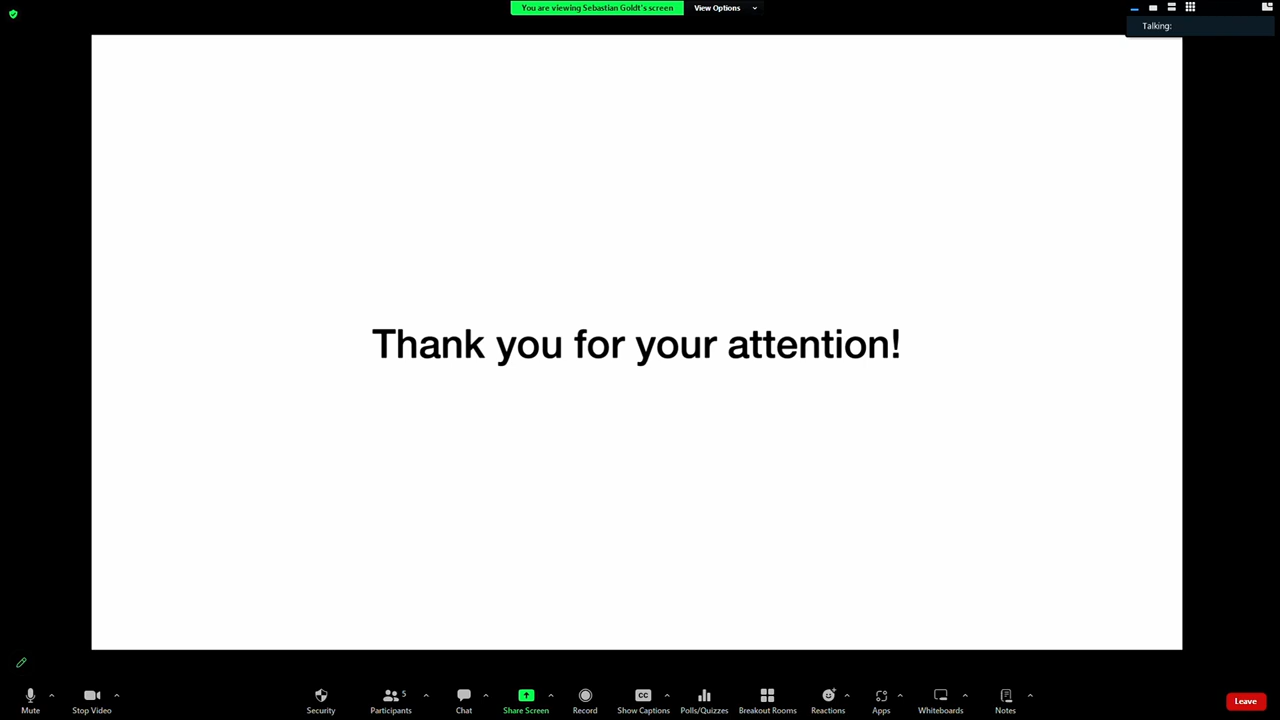 You are viewing Sebastian Goldt's screen View Options
Talking:
Thank you for your attention!
5
Mute Stop Video Security Participants Chat Share Screen Record Show Captions Polls/Quizzes Breakout Rooms Reactions Apps Whiteboards Notes Leave